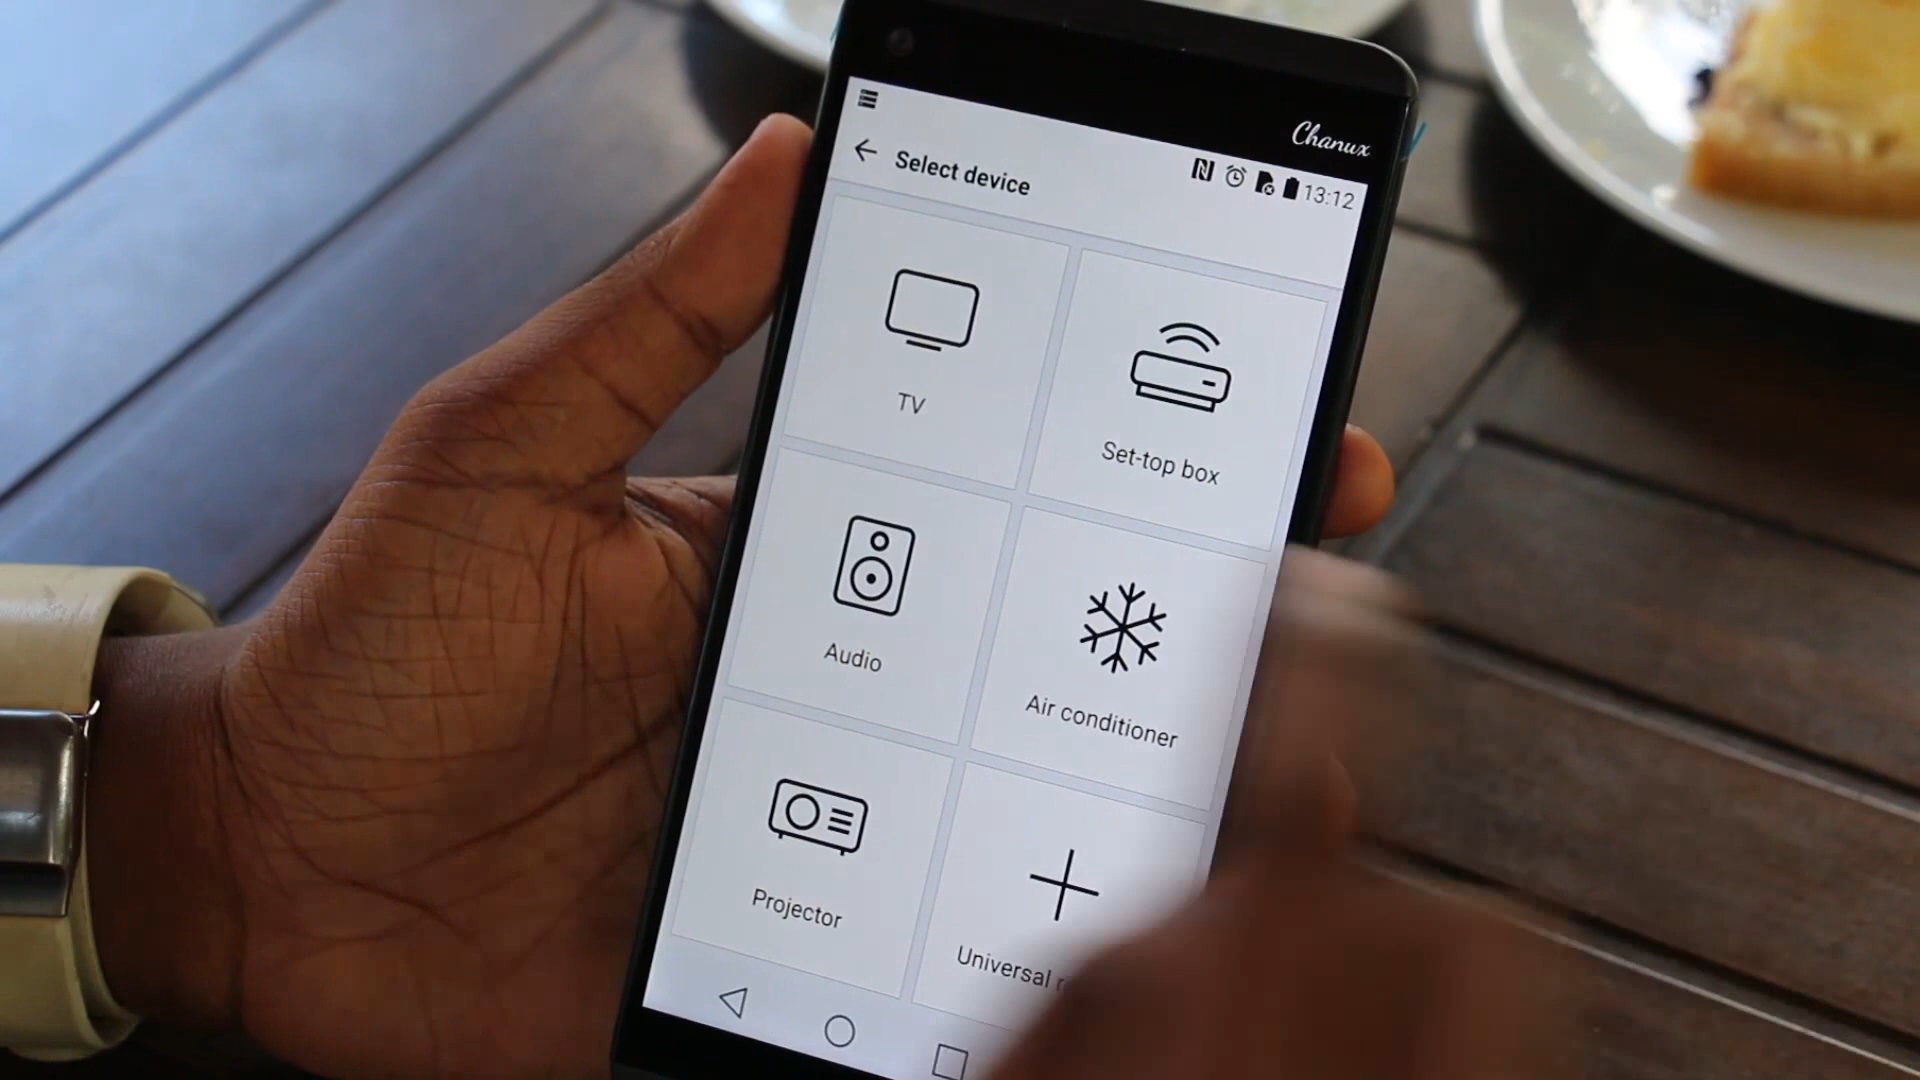 Chanux
13:12
Select device
TV
Set-top box
Audio
Air conditioner
Projector
Universal